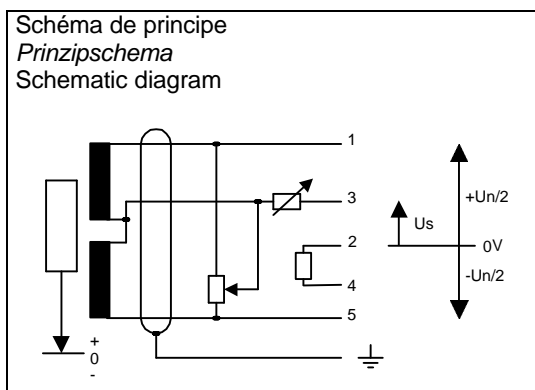 Schéma de principe
Prinzipschema
Schematic diagram
1
3
2
4
5
+Un/2
Us
0V
-Un/2
+
0
-